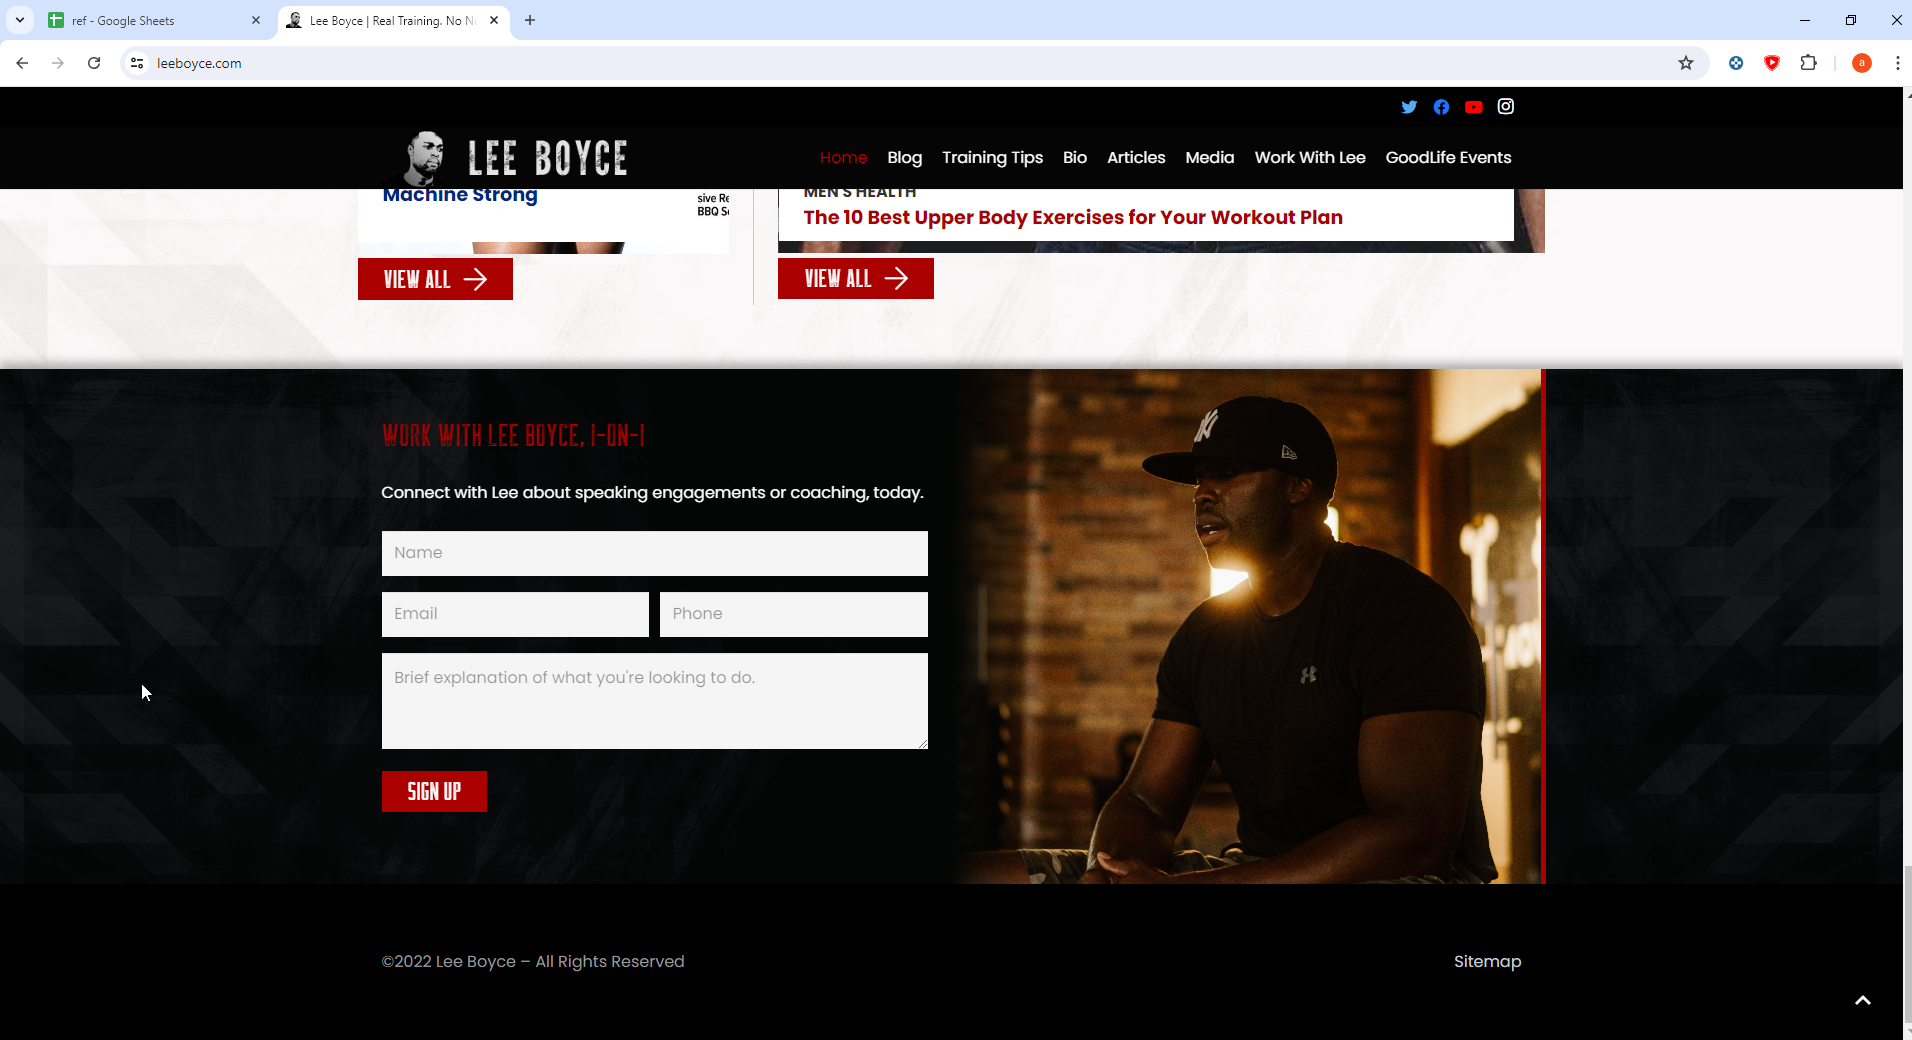 ref - Google Sheets
Lee Boyce | Real Training. No N
leeboyce.com
a
LEE BOYCE
Home Blog Training Tips Bio Articles Media Work With Lee GoodLife Events
Machine Strong
sive Re
BBQ S
MEN'S HEALTH
The 10 Best Upper Body Exercises for Your Workout Plan
VIEW ALL
VIEW ALL
WORK WITH LEE BOYCE, 1-ON-1
Connect with Lee about speaking engagements or coaching, today.
Name
Email
Phone
Brief explanation of what you're looking to do.
SIGN UP
©2022 Lee Boyce – All Rights Reserved
Sitemap